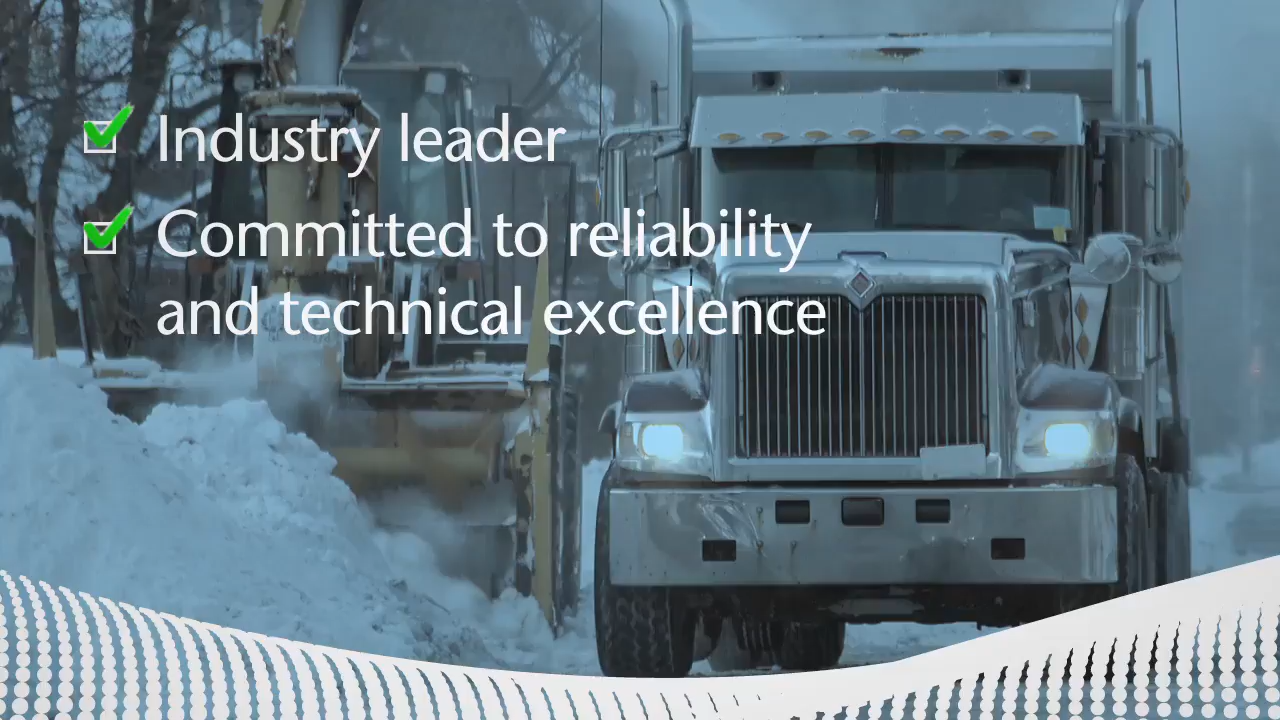 Industry leader
Committed to reliability
and technical excellence